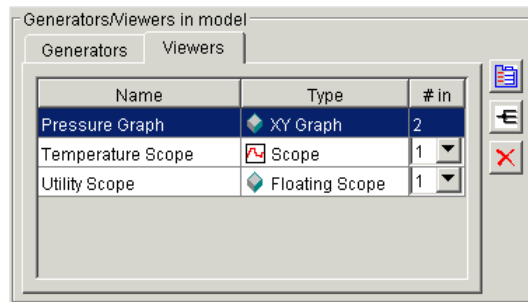 Generators/Viewers in model
Generators Viewers
Name Type # in
Pressure Graph XY Graph 2
Temperature Scope Scope 1
Utility Scope Floating Scope 1